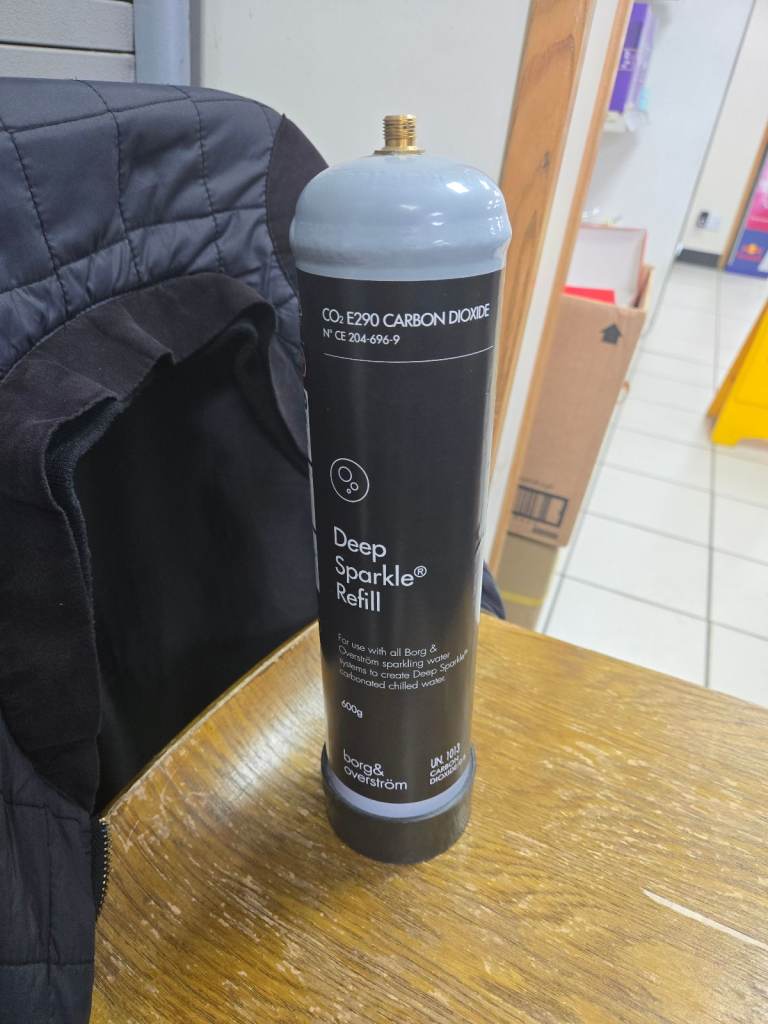 CO₂ E290 CARBON DIOXIDE
N° CE 204-696-9
Deep
Sparkle®
Refill
For use with all Borg &
Overström sparkling water
systems to create Deep Sparkle®
carbonated chilled water.
600g
borg&
overström
UN. 1013
CARBON